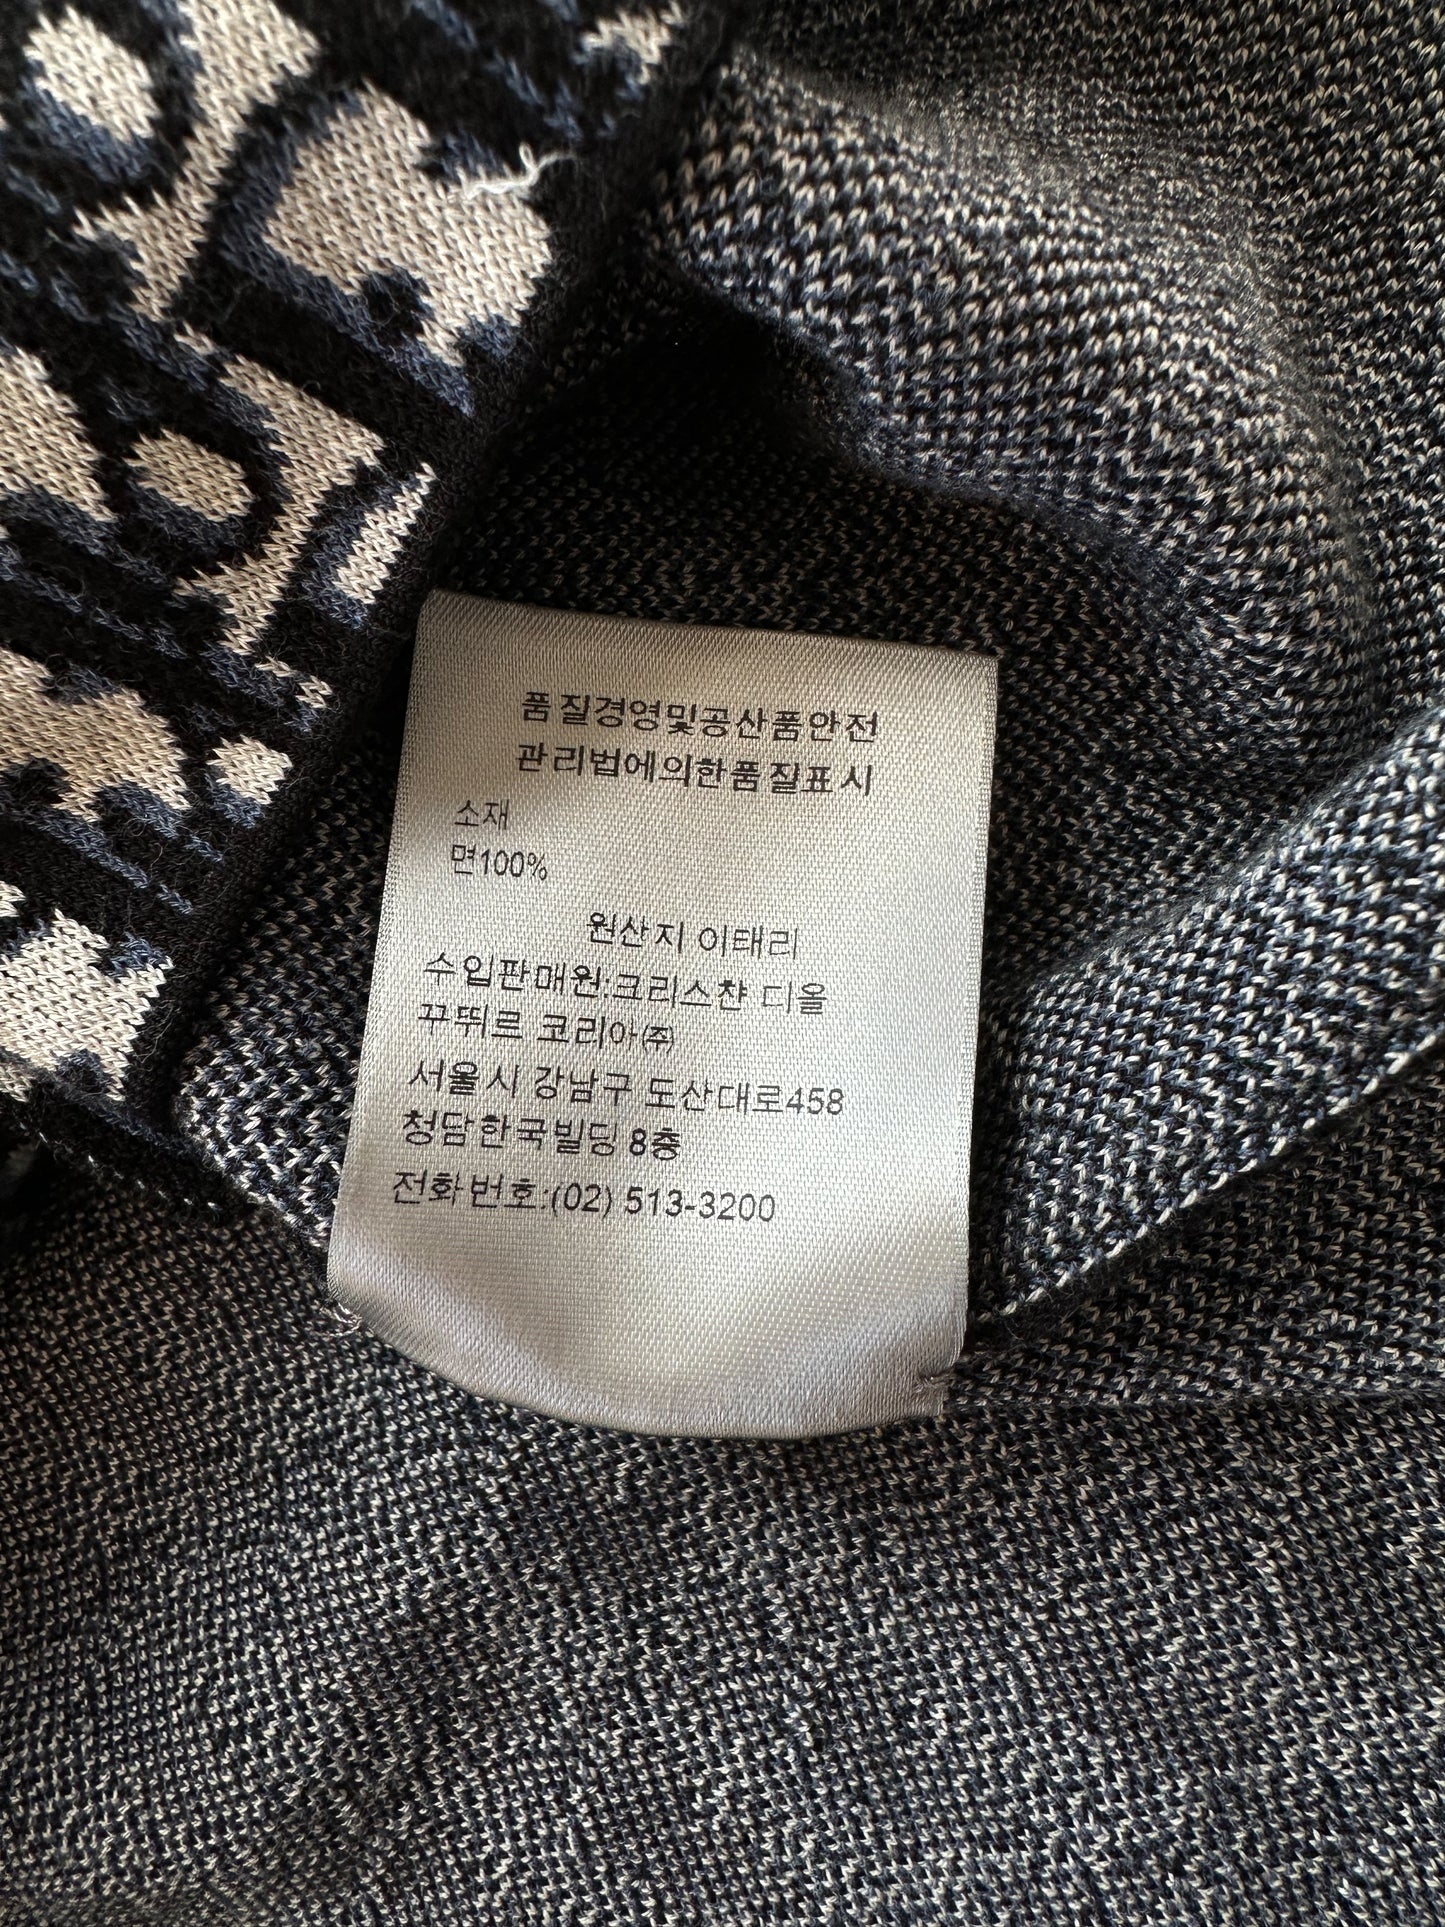 품질경영및공산품안전
관리법에의한품질표시
소재
면100%
원산지 이태리
수입판매원:크리스챤 디올
꾸뛰르 코리아(주)
서울시 강남구 도산대로458
청담한국빌딩 8층
전화번호:(02) 513-3200